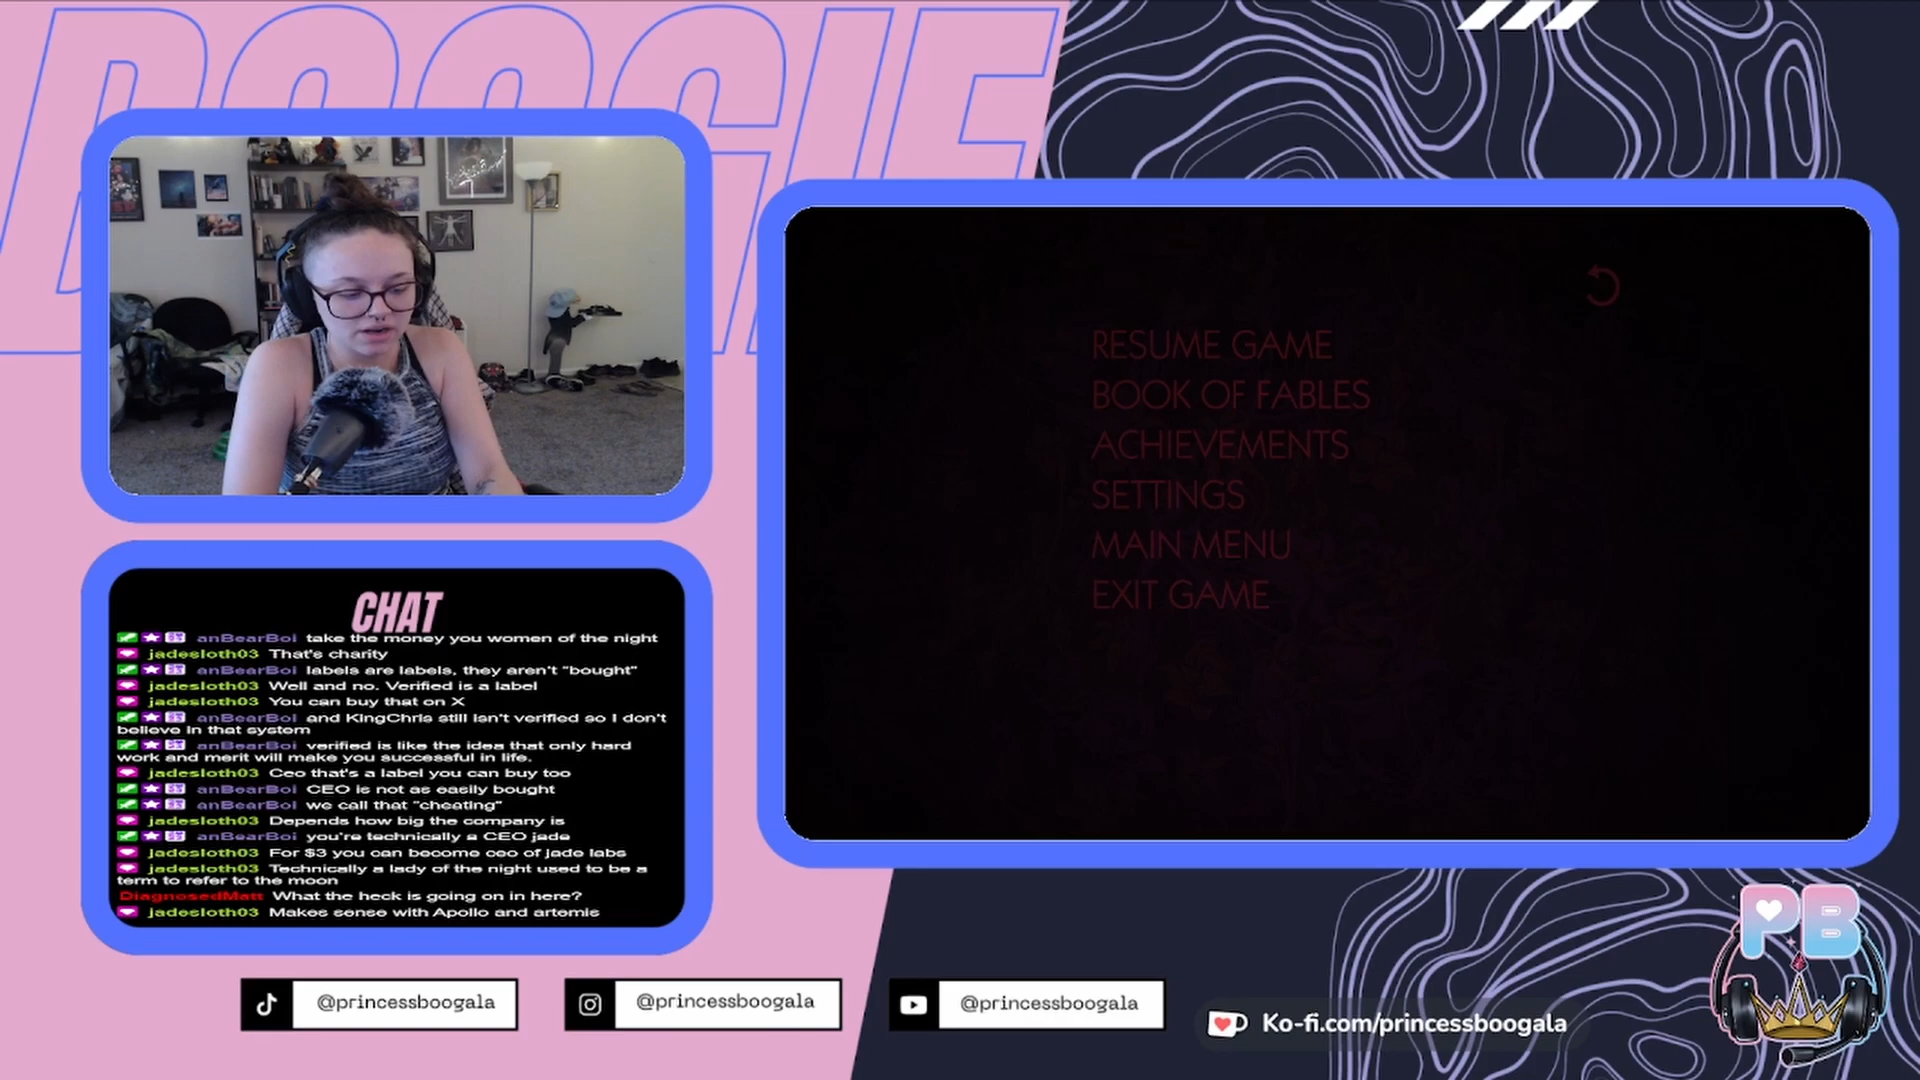 BOOGIE
CHAT
anBearBoi take the money you women of the night
jadesloth03 That's charity
anBearBoi labels are labels, they aren't "bought"
jadesloth03 Well and no. Verified is a label
jadesloth03 You can buy that on X
anBearBoi and KingChris still isn't verified so I don't
believe in that system
anBearBoi verified is like the idea that only hard
work and merit will make you successful in life.
jadesloth03 Ceo that's a label you can buy too
anBearBoi CEO is not as easily bought
anBearBoi we call that "cheating"
jadesloth03 Depends how big the company is
anBearBoi you're technically a CEO jade
jadesloth03 For $3 you can become ceo of jade labs
jadesloth03 Technically a lady of the night used to be a
term to refer to the moon
DiagnosedMatt What the heck is going on in here?
jadesloth03 Makes sense with Apollo and artemis
RESUME GAME
BOOK OF FABLES
ACHIEVEMENTS
SETTINGS
MAIN MENU
EXIT GAME
@princessboogala
@princessboogala
@princessboogala
Ko-fi.com/princessboogala
PB